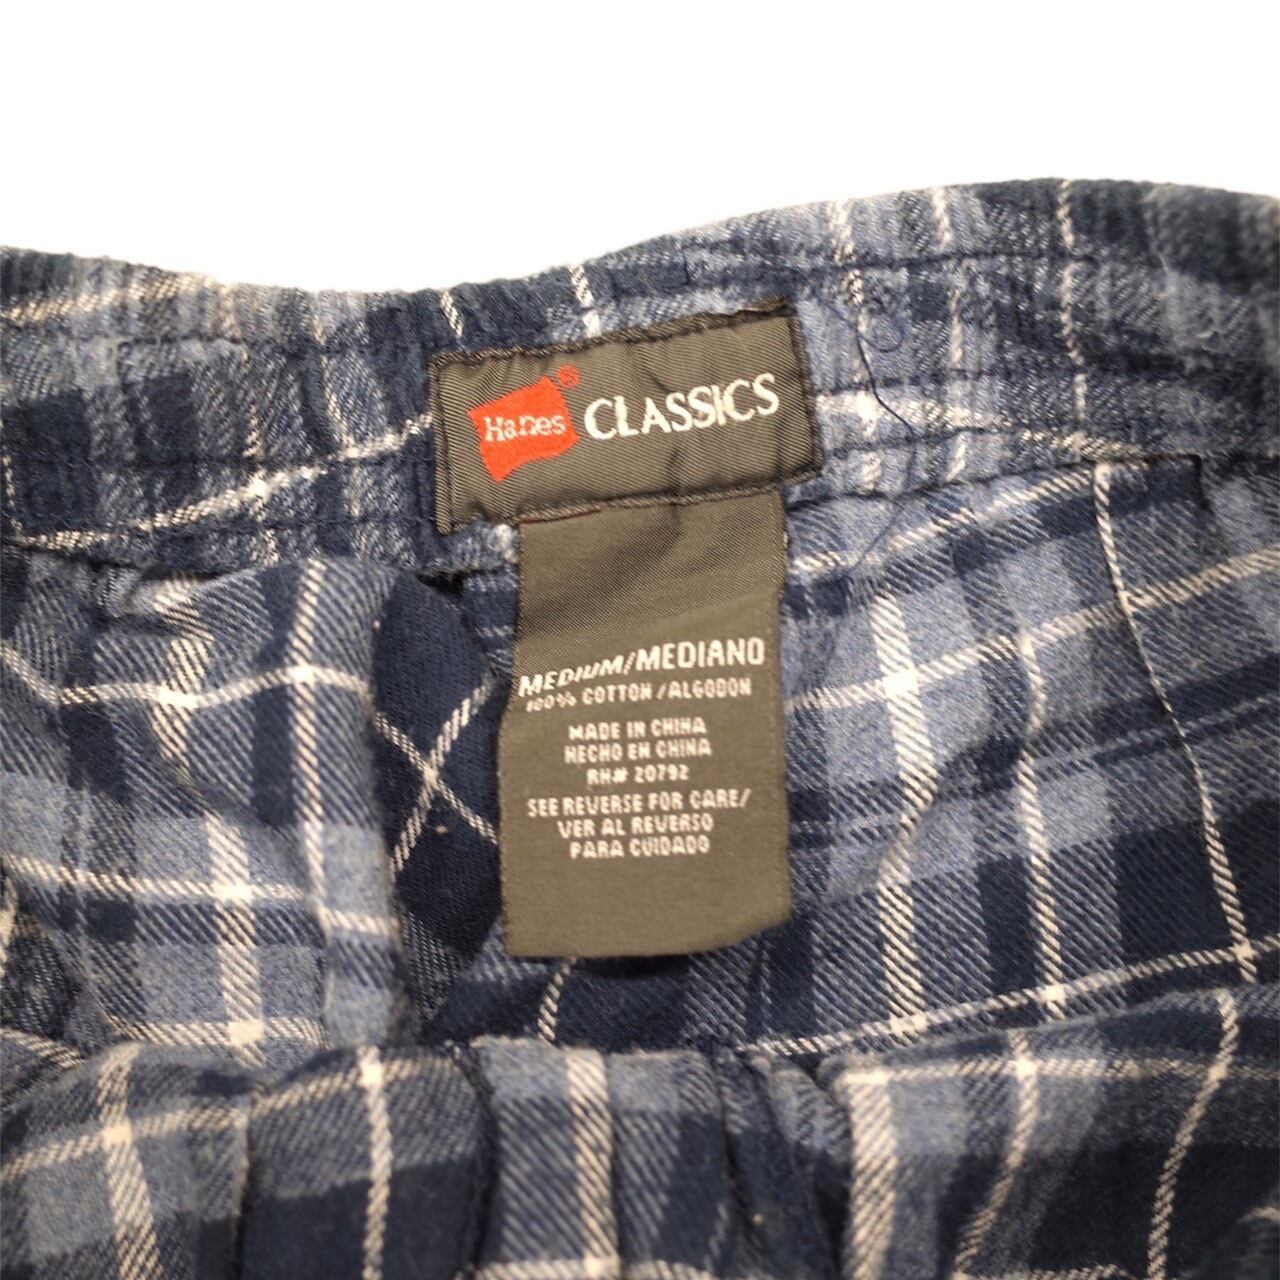 Hanes® CLASSICS
MEDIUM/MEDIANO
100% COTTON/ALGODON
MADE IN CHINA
HECHO EN CHINA
RN# 20792
SEE REVERSE FOR CARE/
VER AL REVERSO
PARA CUIDADO